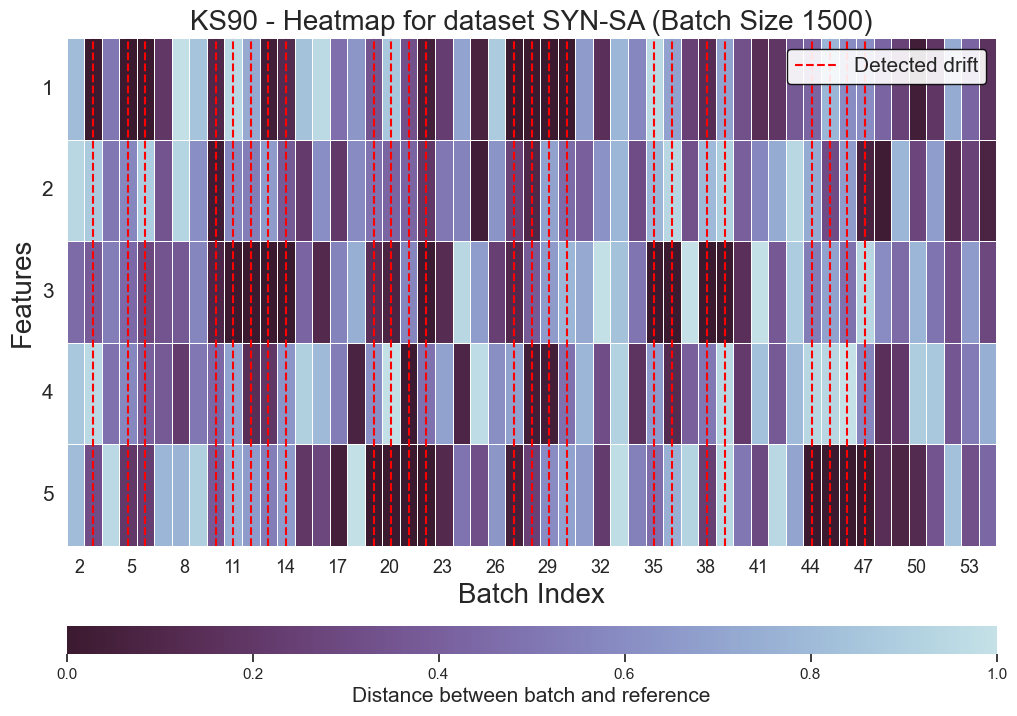 KS90 - Heatmap for dataset SYN-SA (Batch Size 1500)
Detected drift
Features
1
2
3
4
5
2 5 8 11 14 17 20 23 26 29 32 35 38 41 44 47 50 53
Batch Index
0.0 0.2 0.4 0.6 0.8 1.0
Distance between batch and reference